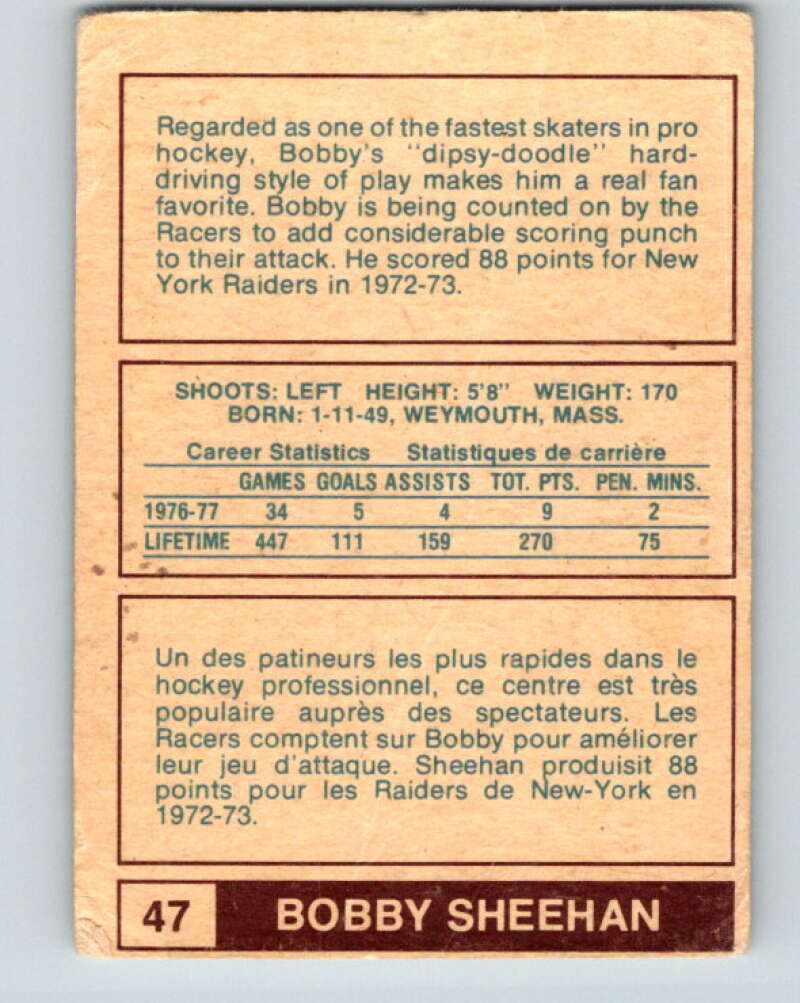 Regarded as one of the fastest skaters in pro
hockey, Bobby's "dipsy-doodle" hard-
driving style of play makes him a real fan
favorite. Bobby is being counted on by the
Racers to add considerable scoring punch
to their attack. He scored 88 points for New
York Raiders in 1972-73.
SHOOTS: LEFT HEIGHT: 5'8" WEIGHT: 170
BORN: 1-11-49, WEYMOUTH, MASS.
Career Statistics Statistiques de carrière
GAMES GOALS ASSISTS TOT. PTS. PEN. MINS.
1976-77 34 5 4 9 2
LIFETIME 447 111 159 270 75
Un des patineurs les plus rapides dans le
hockey professionnel, ce centre est très
populaire auprès des spectateurs. Les
Racers comptent sur Bobby pour améliorer
leur jeu d'attaque. Sheehan produisit 88
points pour les Raiders de New-York en
1972-73.
47 BOBBY SHEEHAN